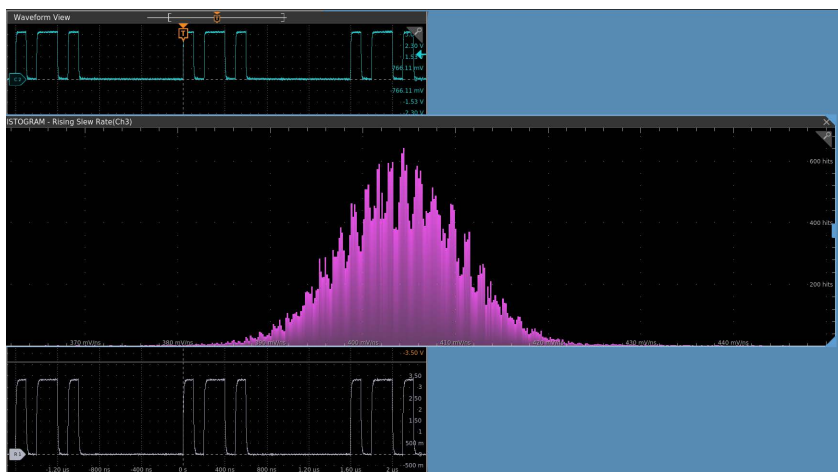 Waveform View
T
T
2.70 V
1.53
766.11 mV
-766.11 mV
-1.53 V
-2.30 V
C 3
ISTOGRAM - Rising Slew Rate(Ch3)
600 hits
400 hits
200 hits
370 mV/ns
380 mV/ns
400 mV/ns
410 mV/ns
420 mV/ns
430 mV/ns
440 mV/ns
-3.50 V
3.50
2.50
2
1.50
1
500 m
-500 m
-1.20 µs
-800 ns
-400 ns
0 s
400 ns
800 ns
1.20 µs
1.60 µs
2 µs